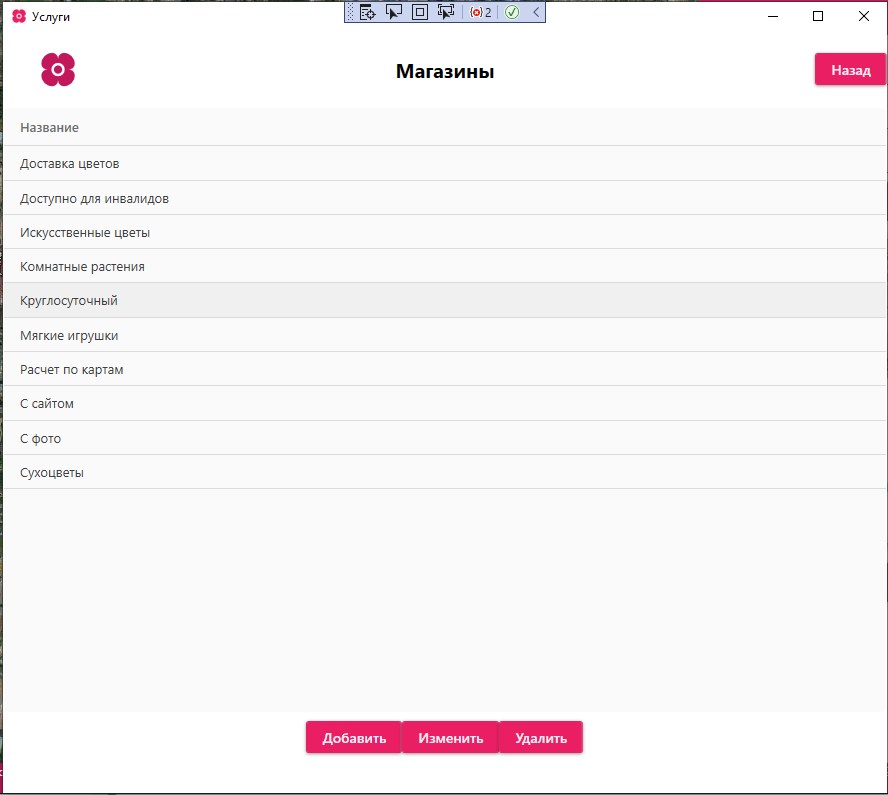 Услуги
2
Магазины
Назад
Название
Доставка цветов
Доступно для инвалидов
Искусственные цветы
Комнатные растения
Круглосуточный
Мягкие игрушки
Расчет по картам
С сайтом
С фото
Сухоцветы
Добавить Изменить Удалить